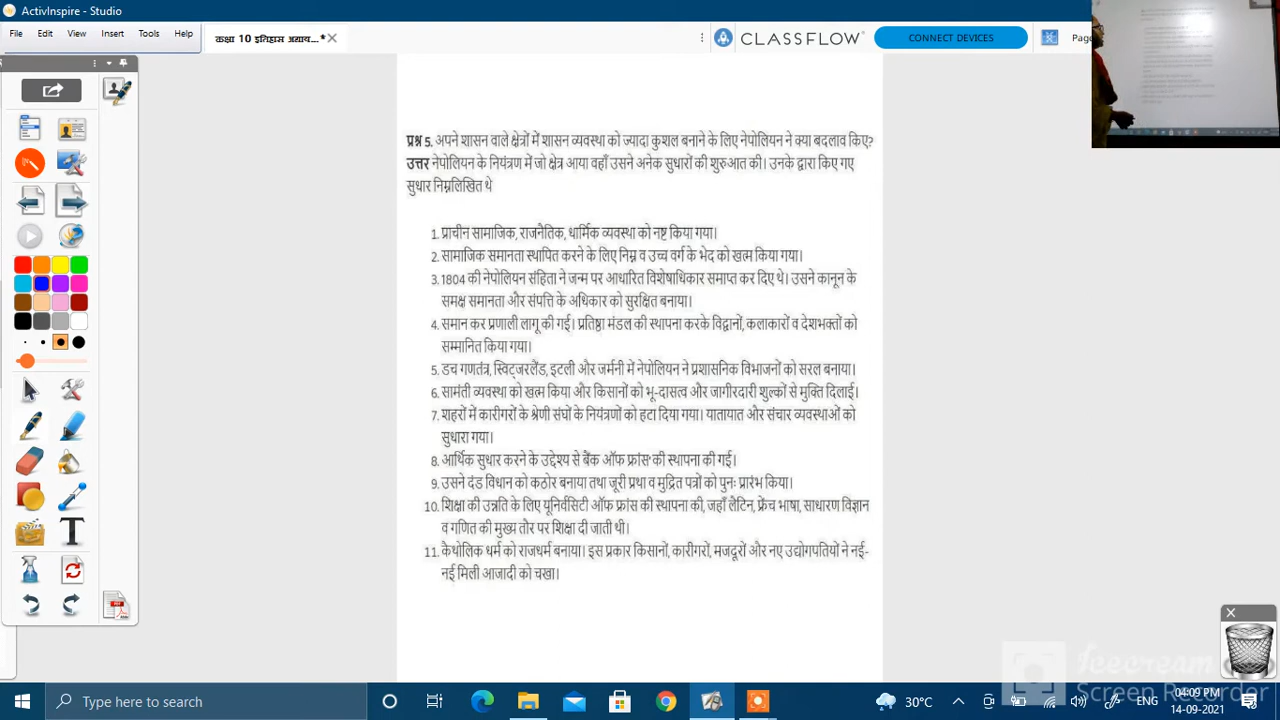 ActivInspire - Studio
File Edit View Insert Tools Help
कक्षा 10 इतिहास अध्याय...*
CLASSFLOW
CONNECT DEVICES
प्रश्न 5. अपने शासन वाले क्षेत्रों में शासन व्यवस्था को ज्यादा कुशल बनाने के लिए नेपोलियन ने क्या बदलाव किए?
उत्तर नेपोलियन के नियंत्रण में जो क्षेत्र आया वहाँ उसने अनेक सुधारों की शुरुआत की। उनके द्वारा किए गए
सुधार निम्नलिखित थे
1. प्राचीन सामाजिक, राजनैतिक, धार्मिक व्यवस्था को नष्ट किया गया।
2. सामाजिक समानता स्थापित करने के लिए निम्न व उच्च वर्ग के भेद को खत्म किया गया।
3. 1804 की नेपोलियन संहिता ने जन्म पर आधारित विशेषाधिकार समाप्त कर दिए थे। उसने कानून के
समक्ष समानता और संपत्ति के अधिकार को सुरक्षित बनाया।
4. समान कर प्रणाली लागू की गई। प्रतिष्ठा मंडल की स्थापना करके विद्वानों, कलाकारों व देशभक्तों को
सम्मानित किया गया।
5. डच गणतंत्र, स्विट्जरलैंड, इटली और जर्मनी में नेपोलियन ने प्रशासनिक विभाजनों को सरल बनाया।
6. सामंती व्यवस्था को खत्म किया और किसानों को भू-दासत्व और जागीरदारी शुल्कों से मुक्ति दिलाई।
7. शहरों में कारीगरों के श्रेणी संघों के नियंत्रणों को हटा दिया गया। यातायात और संचार व्यवस्थाओं को
सुधारा गया।
8. आर्थिक सुधार करने के उद्देश्य से बैंक ऑफ फ्रांस' की स्थापना की गई।
9. उसने दंड विधान को कठोर बनाया तथा जूरी प्रथा व मुद्रित पत्रों को पुनः प्रारंभ किया।
10. शिक्षा की उन्नति के लिए यूनिर्वसिटी ऑफ फ्रांस की स्थापना की, जहाँ लैटिन, फ्रेंच भाषा, साधारण विज्ञान
व गणित की मुख्य तौर पर शिक्षा दी जाती थी।
11. कैथोलिक धर्म को राजधर्म बनाया। इस प्रकार किसानों, कारीगरों, मजदूरों और नए उद्योगपतियों ने नई-
नई मिली आजादी को चखा।
icecream
Screen Recorder
Type here to search
30°C
04:09 PM
14-09-2021